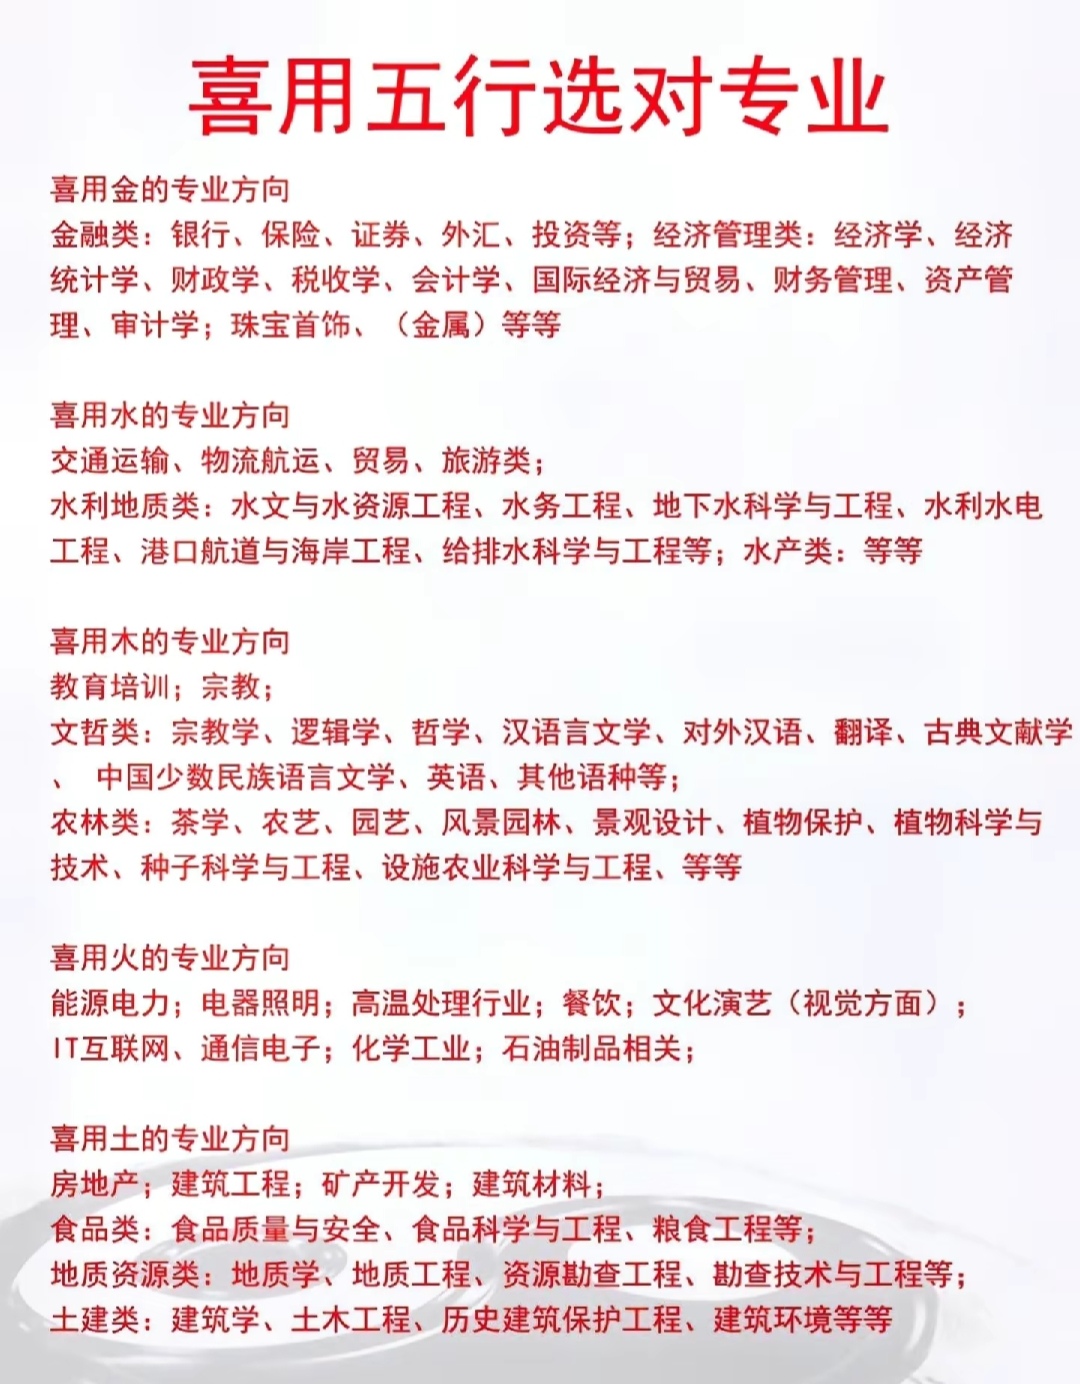 喜用五行选对专业
喜用金的专业方向
金融类：银行、保险、证券、外汇、投资等；经济管理类：经济学、经济
统计学、财政学、税收学、会计学、国际经济与贸易、财务管理、资产管
理、审计学；珠宝首饰、（金属）等等
喜用水的专业方向
交通运输、物流航运、贸易、旅游类；
水利地质类：水文与水资源工程、水务工程、地下水科学与工程、水利水电
工程、港口航道与海岸工程、给排水科学与工程等；水产类：等等
喜用木的专业方向
教育培训；宗教；
文哲类：宗教学、逻辑学、哲学、汉语言文学、对外汉语、翻译、古典文献学
、 中国少数民族语言文学、英语、其他语种等；
农林类：茶学、农艺、园艺、风景园林、景观设计、植物保护、植物科学与
技术、种子科学与工程、设施农业科学与工程、等等
喜用火的专业方向
能源电力；电器照明；高温处理行业；餐饮；文化演艺（视觉方面）；
IT互联网、通信电子；化学工业；石油制品相关；
喜用土的专业方向
房地产；建筑工程；矿产开发；建筑材料；
食品类：食品质量与安全、食品科学与工程、粮食工程等；
地质资源类：地质学、地质工程、资源勘查工程、勘查技术与工程等；
土建类：建筑学、土木工程、历史建筑保护工程、建筑环境等等